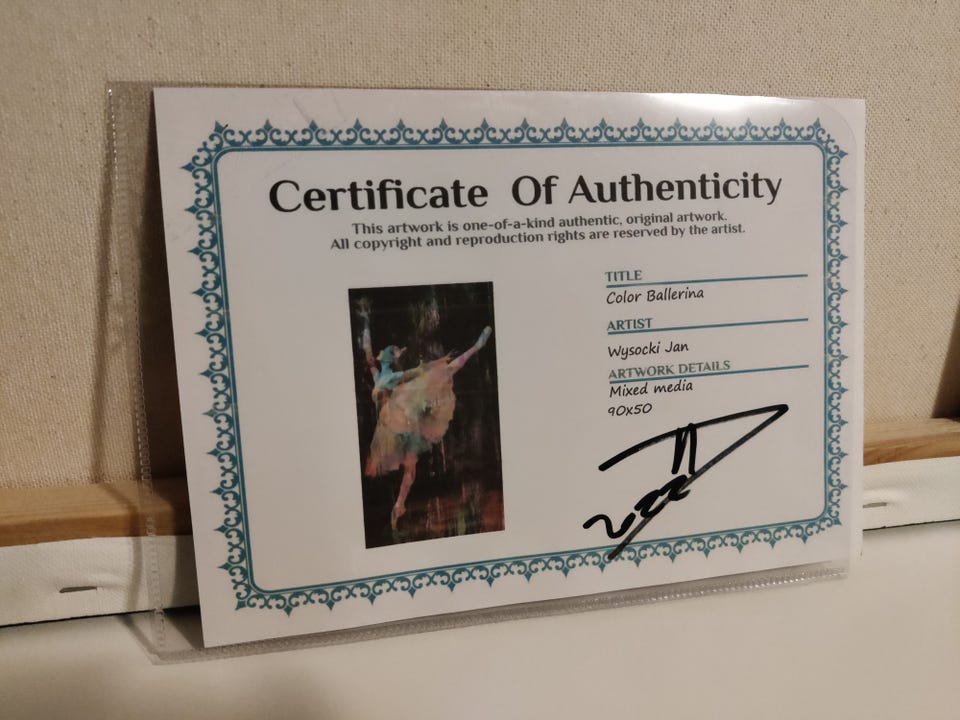 Certificate Of Authenticity
This artwork is one-of-a-kind authentic, original artwork.
All copyright and reproduction rights are reserved by the artist.
TITLE
Color Ballerina
ARTIST
Wysocki Jan
ARTWORK DETAILS
Mixed media
90x50